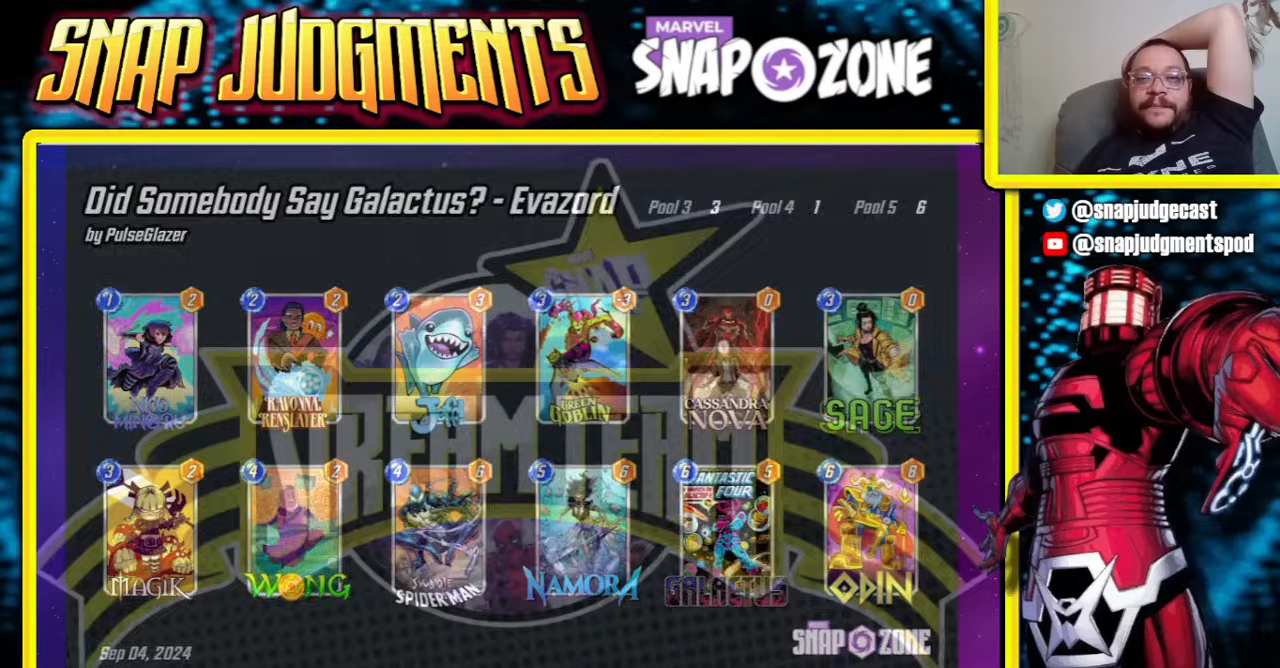 SNAP JUDGMENTS
MARVEL
SNAP ZONE
Did Somebody Say Galactus? - Evazord
Pool 3 3 Pool 4 1 Pool 5 6
by PulseGlazer
@snapjudgecast
@snapjudgmentspod
1 2 2 2 2 3 3 -3 3 0 3 0
NICO MINORU
RAVONNA RENSLAYER
Jeff
GREEN GOBLIN
CASSANDRA NOVA
SAGE
DREAM TEAM
3 2 4 2 4 6 5 6 6 5 6 8
FANTASTIC FOUR
MAGIK
WONG
SYMBIOTE SPIDER-MAN
NAMORA
GALACTUS
ODIN
MARVEL
SNAP ZONE
Sep 04, 2024